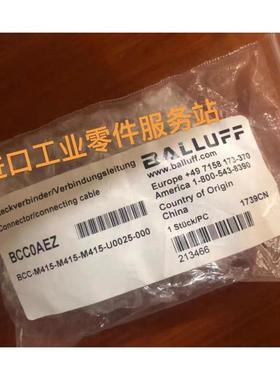 进口工业零件服务站
BALLUFF
www.balluff.com
Steckverbinder/Verbindungsleitung
Connector/connecting cable
Europe +49 7158 173-370
America 1-800-543-8390
BCC0AEZ
Country of Origin
China
1739CN
BCC-M415-M415-M415-U0025-000
1 Stück/PC
213466